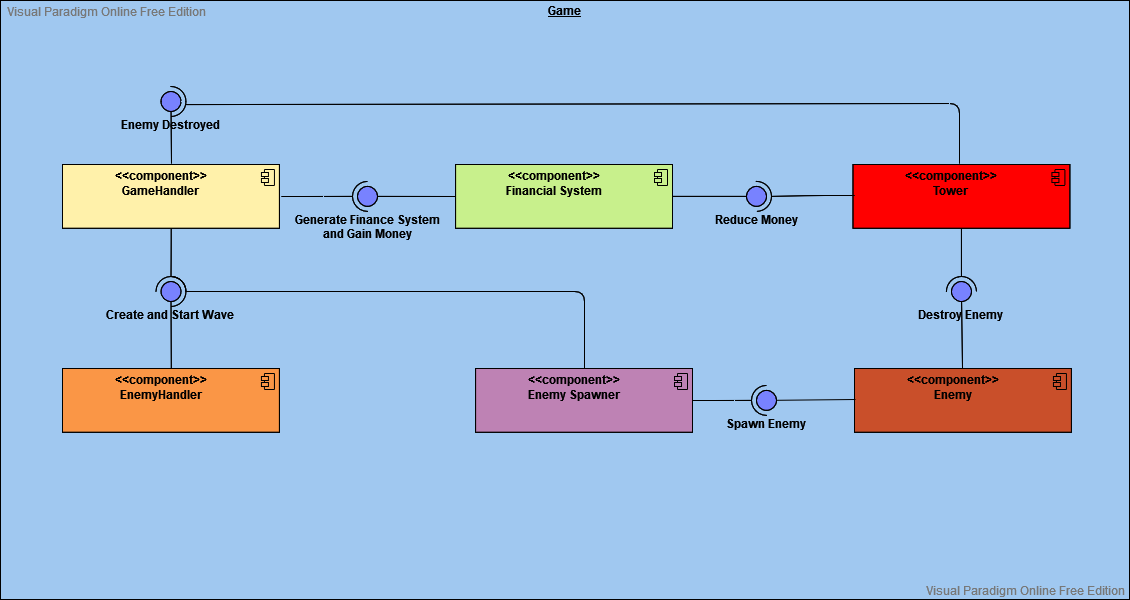 Visual Paradigm Online Free Edition
Game
Enemy Destroyed
<<component>>
GameHandler
Generate Finance System
and Gain Money
<<component>>
Financial System
Reduce Money
<<component>>
Tower
Create and Start Wave
Destroy Enemy
<<component>>
EnemyHandler
<<component>>
Enemy Spawner
Spawn Enemy
<<component>>
Enemy
Visual Paradigm Online Free Edition